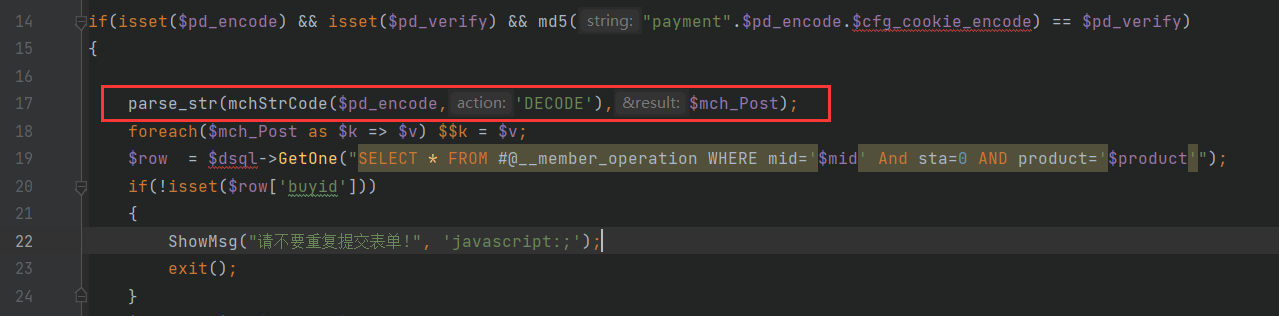 14 if(isset($pd_encode) && isset($pd_verify) && md5( string: "payment".$pd_encode.$cfg_cookie_encode) == $pd_verify)
15 {
16
17 parse_str(mchStrCode($pd_encode, action: 'DECODE'), &result: $mch_Post);
18 foreach($mch_Post as $k => $v) $$k = $v;
19 $row  = $dsql->GetOne("SELECT * FROM #@__member_operation WHERE mid='$mid' And sta=0 AND product='$product'");
20 if(!isset($row['buyid']))
21 {
22 ShowMsg("请不要重复提交表单!", 'javascript:;');
23 exit();
24 }